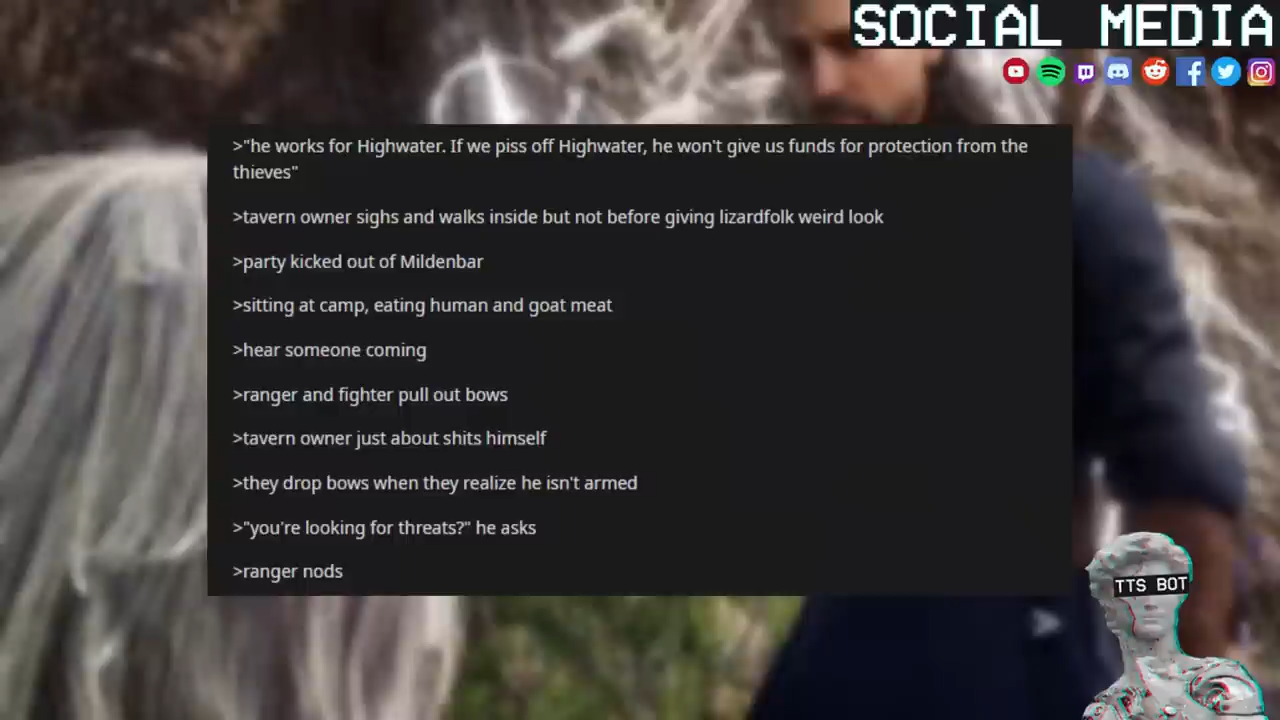 SOCIAL MEDIA
>"he works for Highwater. If we piss off Highwater, he won't give us funds for protection from the
thieves"
>tavern owner sighs and walks inside but not before giving lizardfolk weird look
>party kicked out of Mildenbar
>sitting at camp, eating human and goat meat
>hear someone coming
>ranger and fighter pull out bows
>tavern owner just about shits himself
>they drop bows when they realize he isn't armed
>"you're looking for threats?" he asks
>ranger nods
TTS BOT